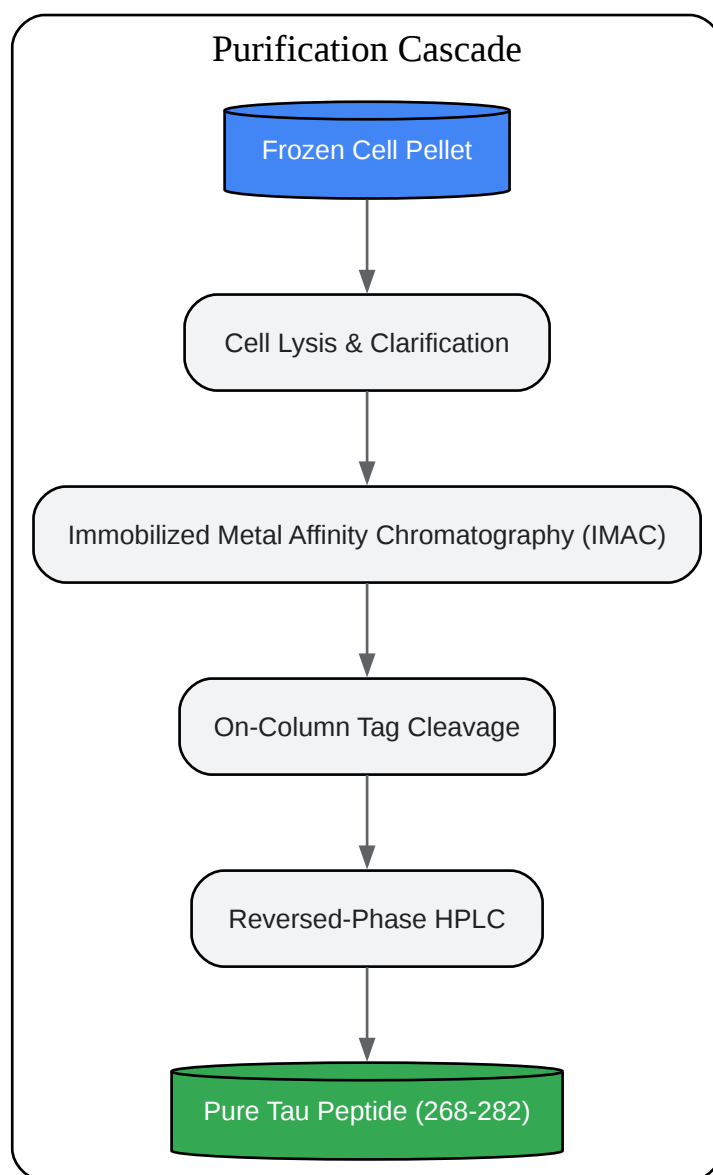 Purification Cascade
Frozen Cell Pellet
Cell Lysis & Clarification
Immobilized Metal Affinity Chromatography (IMAC)
On-Column Tag Cleavage
Reversed-Phase HPLC
Pure Tau Peptide (268-282)